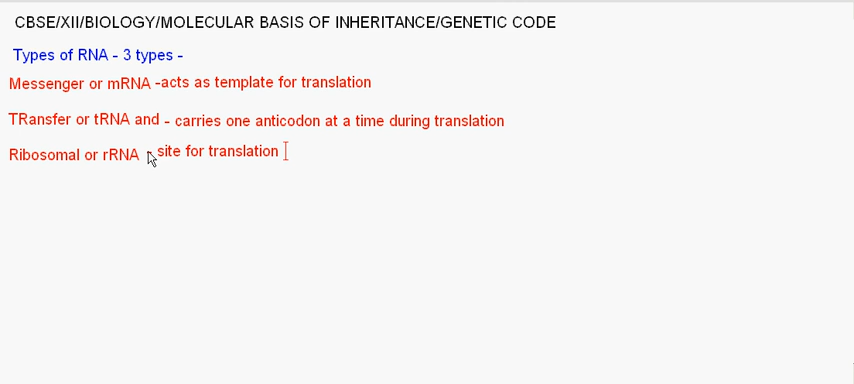 CBSE/XII/BIOLOGY/MOLECULAR BASIS OF INHERITANCE/GENETIC CODE
Types of RNA - 3 types -
Messenger or mRNA -acts as template for translation
TRansfer or tRNA and - carries one anticodon at a time during translation
Ribosomal or rRNA - site for translation